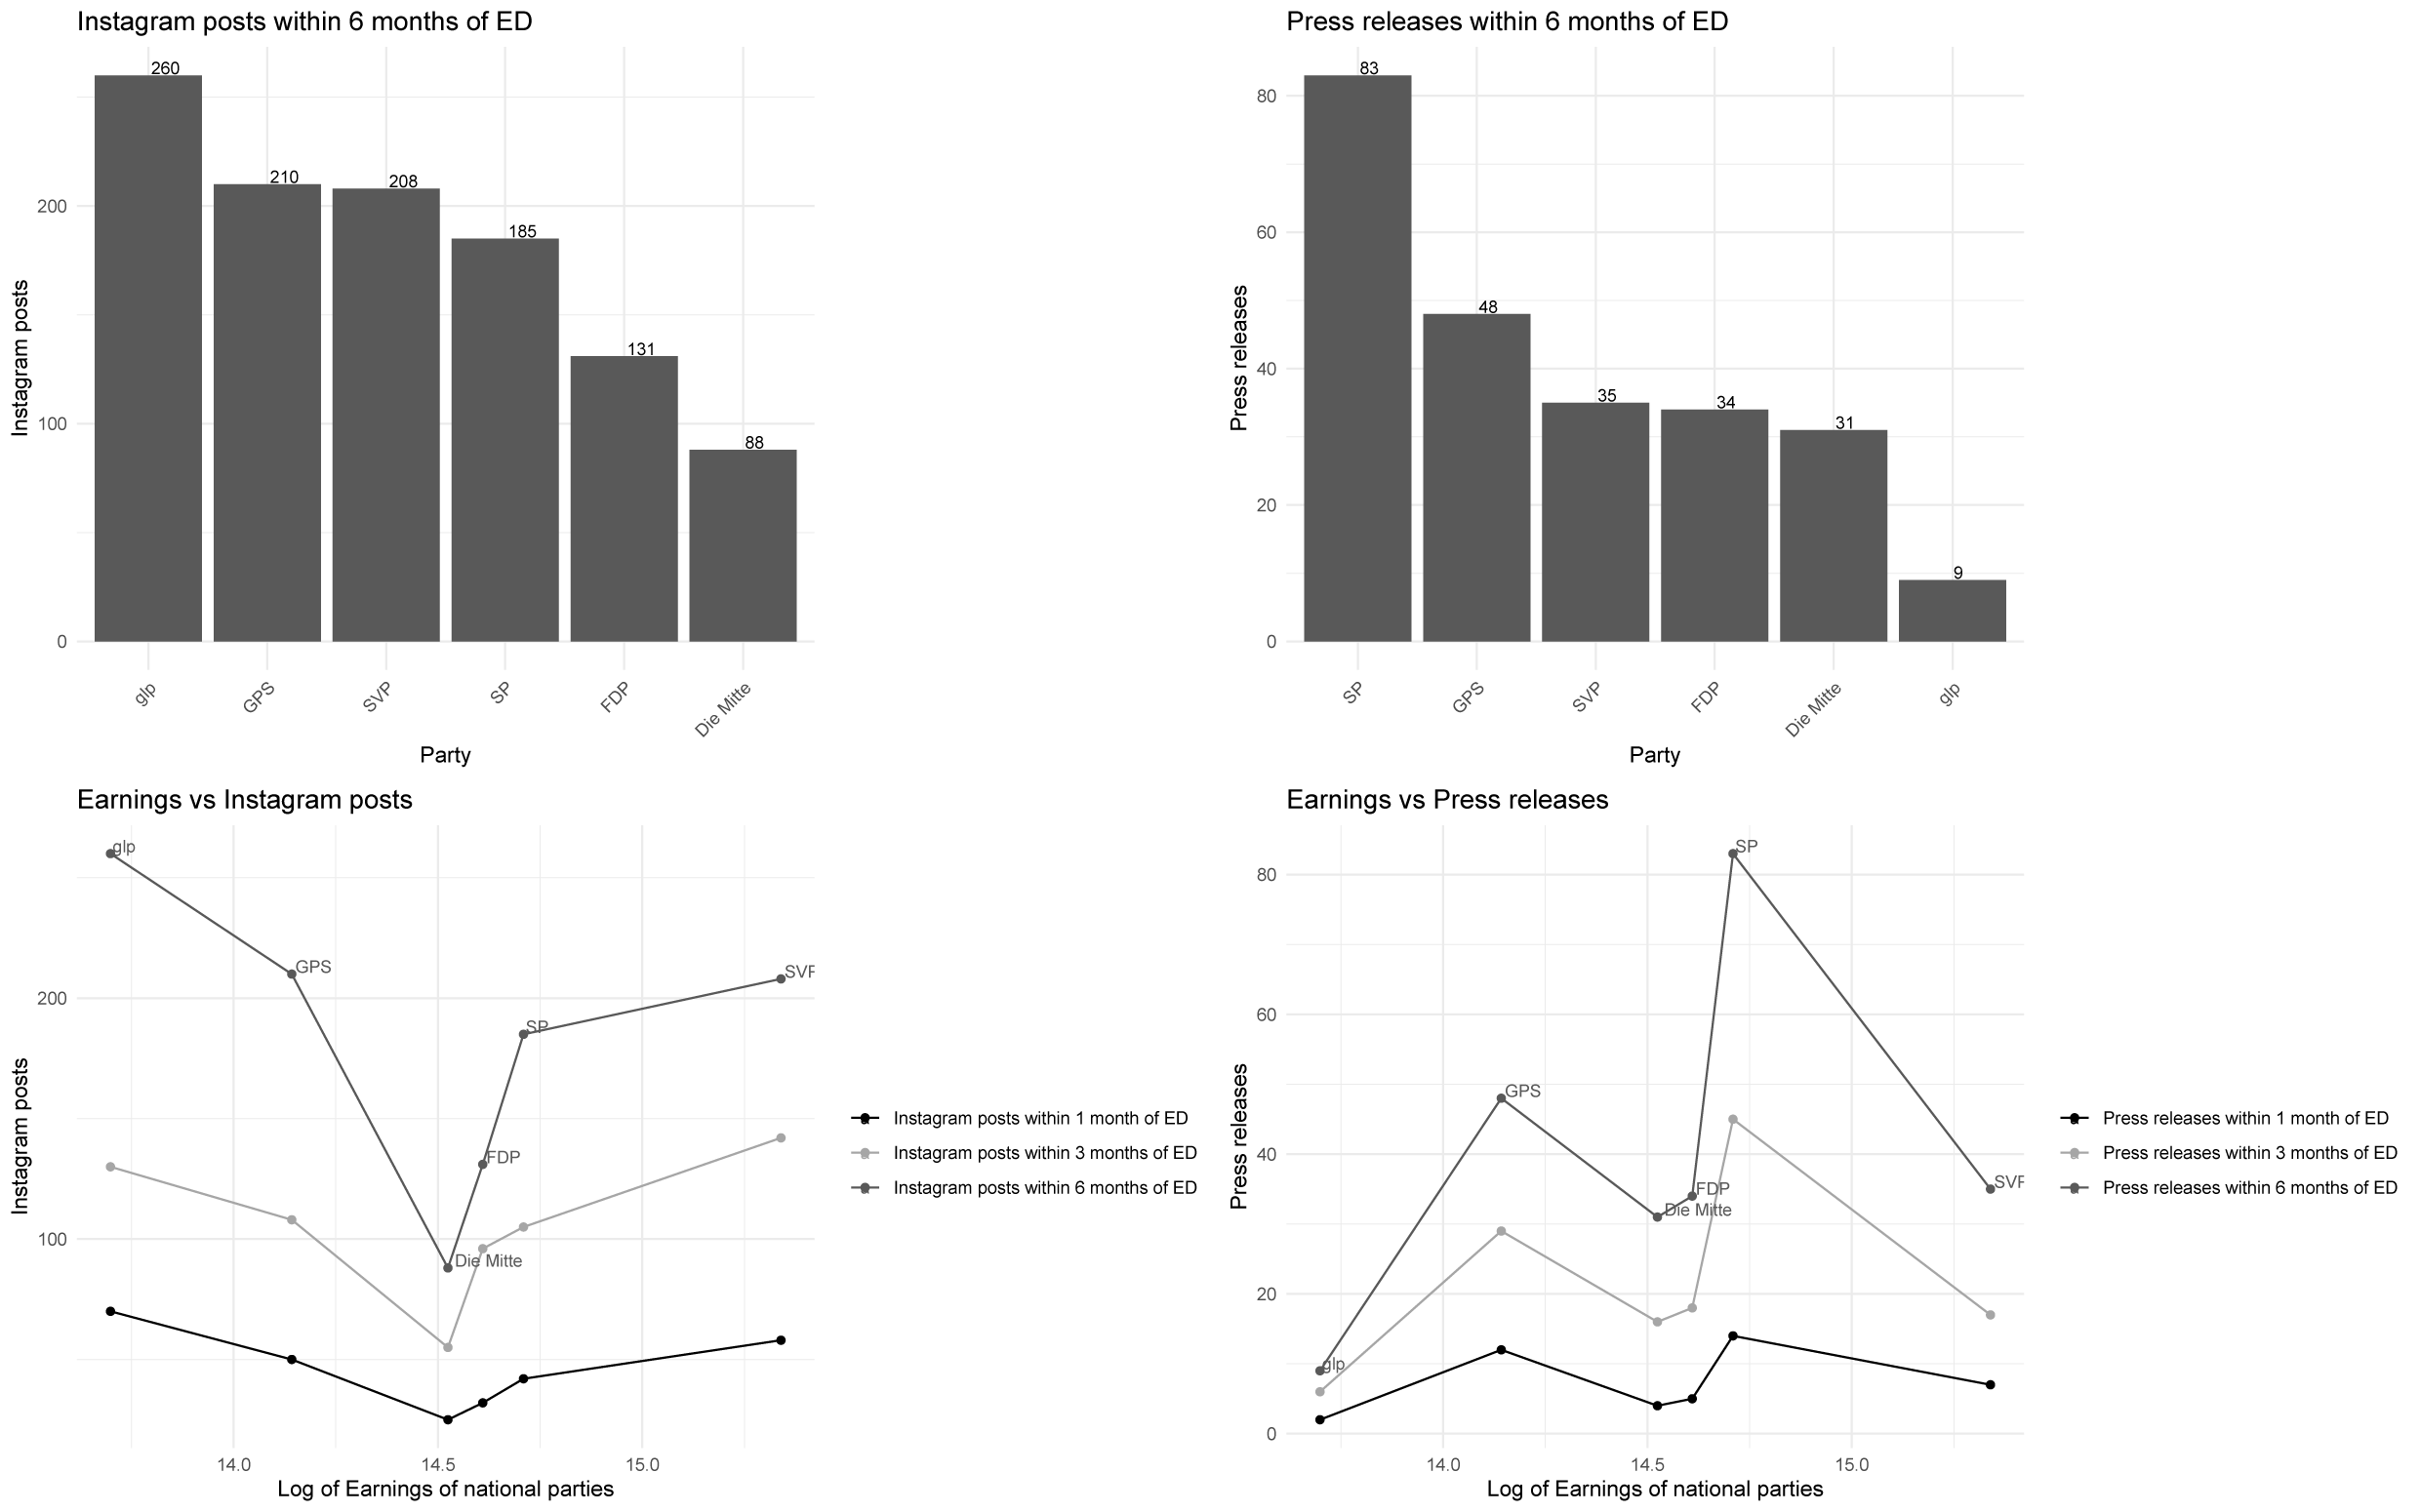 Instagram posts within 6 months of ED
Instagram posts
0
100
200
260
210
208
185
131
88
glp
GPS
SVP
SP
FDP
Die Mitte
Party
Press releases within 6 months of ED
Press releases
0
20
40
60
80
83
48
35
34
31
9
SP
GPS
SVP
FDP
Die Mitte
glp
Party
Earnings vs Instagram posts
Instagram posts
100
200
glp
GPS
Die Mitte
FDP
SP
SVP
14.0
14.5
15.0
Log of Earnings of national parties
Instagram posts within 1 month of ED
Instagram posts within 3 months of ED
Instagram posts within 6 months of ED
Earnings vs Press releases
Press releases
0
20
40
60
80
glp
GPS
Die Mitte
FDP
SP
SVP
14.0
14.5
15.0
Log of Earnings of national parties
Press releases within 1 month of ED
Press releases within 3 months of ED
Press releases within 6 months of ED